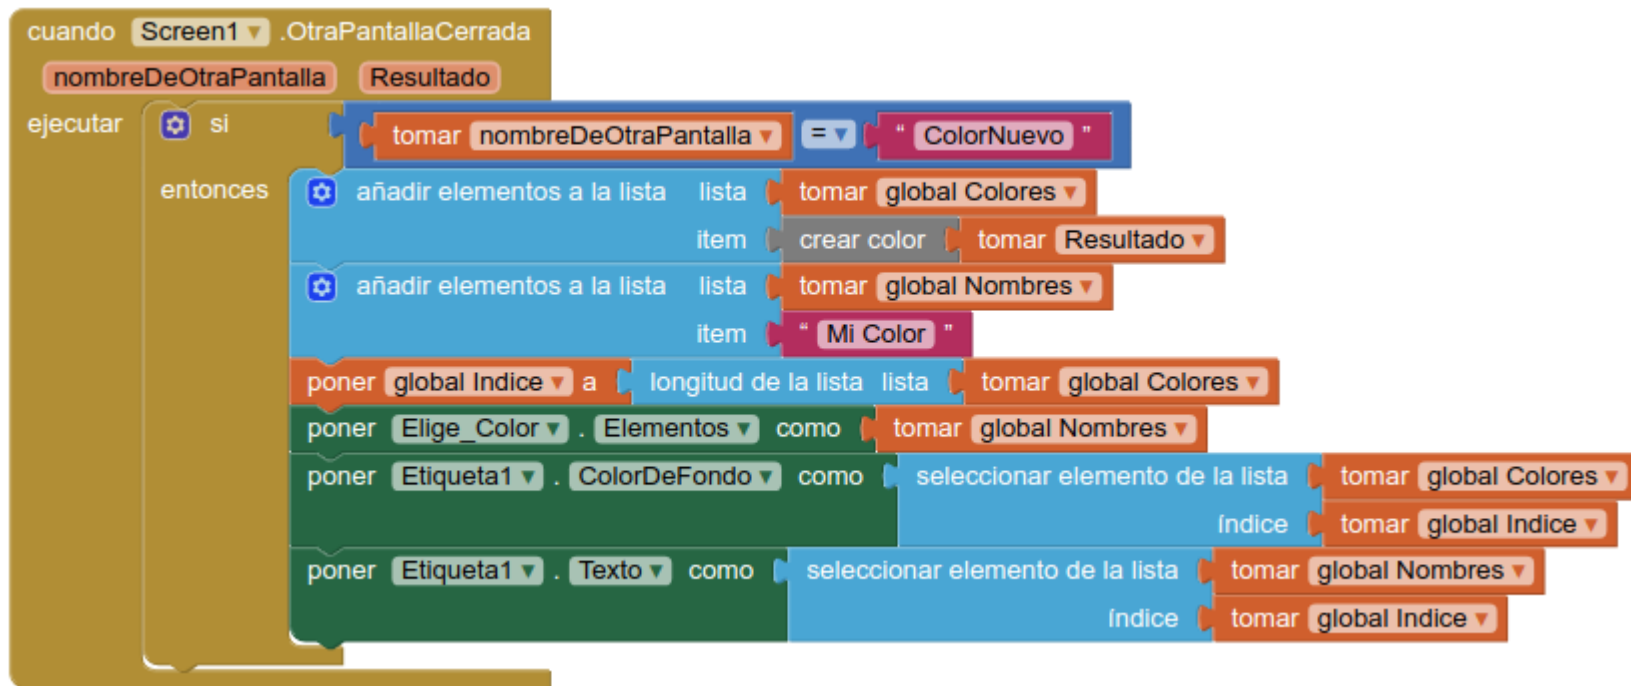 cuando Screen1 .OtraPantallaCerrada
nombreDeOtraPantalla Resultado
ejecutar si tomar nombreDeOtraPantalla = " ColorNuevo "
entonces añadir elementos a la lista lista tomar global Colores
item crear color tomar Resultado
añadir elementos a la lista lista tomar global Nombres
item " Mi Color "
poner global Indice a longitud de la lista lista tomar global Colores
poner Elige_Color . Elementos como tomar global Nombres
poner Etiqueta1 . ColorDeFondo como seleccionar elemento de la lista tomar global Colores
índice tomar global Indice
poner Etiqueta1 . Texto como seleccionar elemento de la lista tomar global Nombres
índice tomar global Indice